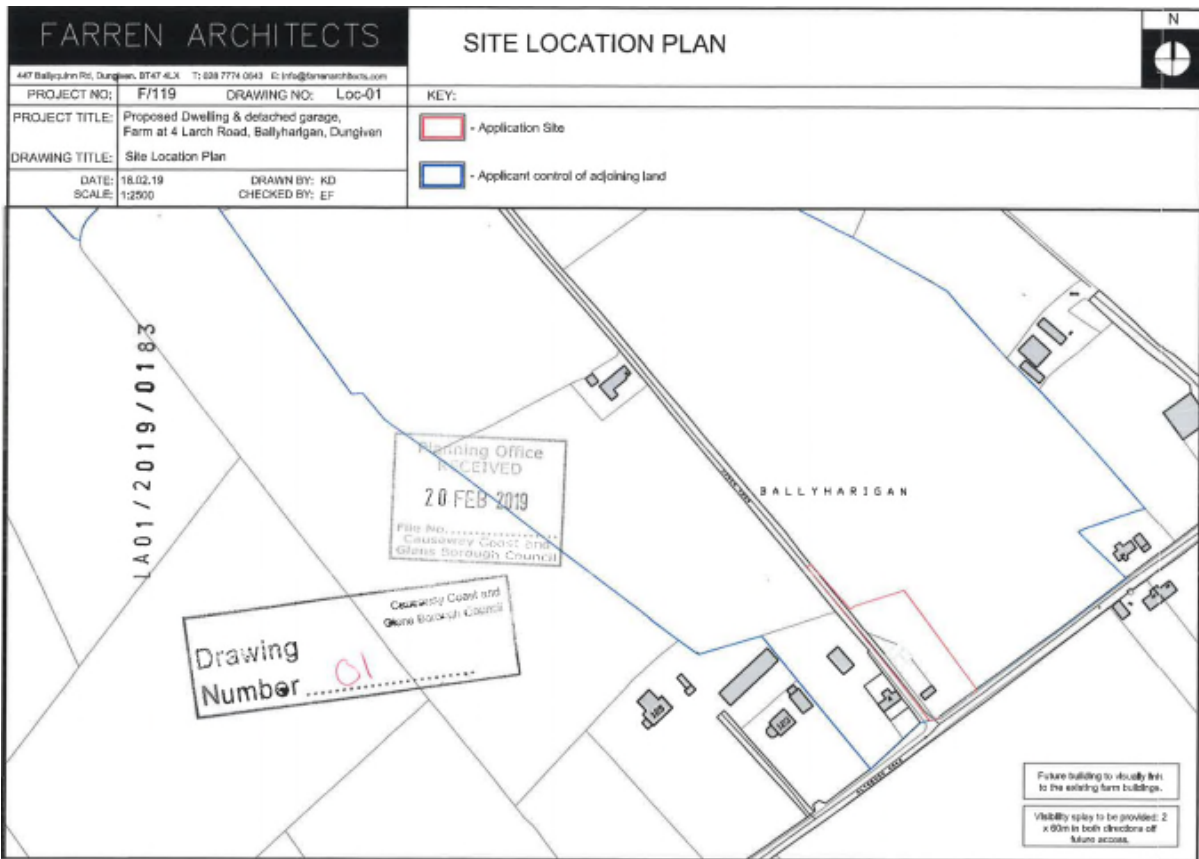 FARREN ARCHITECTS
447 Ballyquinn Rd, Dungiven, BT47 4LX T: 028 7774 0643 E: info@farrenarchitects.com
PROJECT NO: F/119 DRAWING NO: Loc-01
PROJECT TITLE: Proposed Dwelling & detached garage,
Farm at 4 Larch Road, Ballyharigan, Dungiven
DRAWING TITLE: Site Location Plan
DATE: 18.02.19 DRAWN BY: KD
SCALE: 1:2500 CHECKED BY: EF
SITE LOCATION PLAN
N
KEY:
- Application Site
- Applicant control of adjoining land
LA01/2019/0183
Planning Office
RECEIVED
20 FEB 2019
File No.
Causeway Coast and
Glens Borough Council
BALLYHARIGAN
Causeway Coast and
Glens Borough Council
Drawing
Number 01
125
123
Future building to visually link
to the existing farm buildings.
Visibility splay to be provided: 2
x 60m in both directions off
future access.